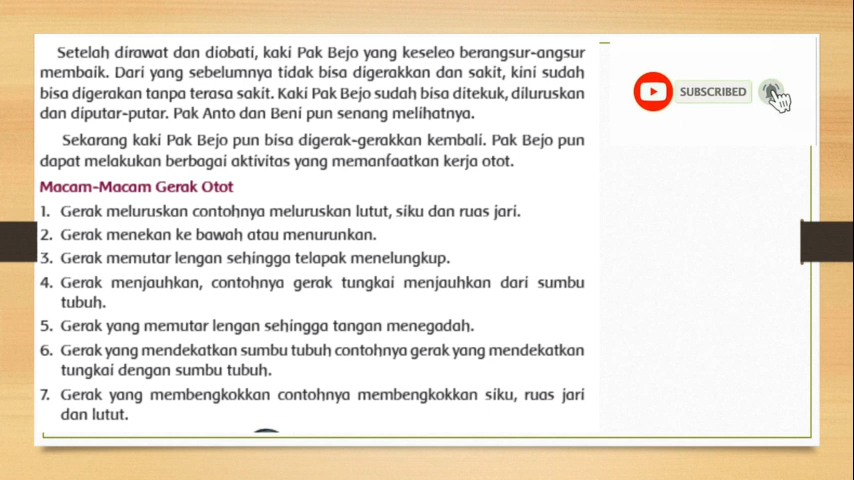 Setelah dirawat dan diobati, kaki Pak Bejo yang keseleo berangsur-angsur
membaik. Dari yang sebelumnya tidak bisa digerakkan dan sakit, kini sudah
bisa digerakan tanpa terasa sakit. Kaki Pak Bejo sudah bisa ditekuk, diluruskan
dan diputar-putar. Pak Anto dan Beni pun senang melihatnya.
Sekarang kaki Pak Bejo pun bisa digerak-gerakkan kembali. Pak Bejo pun
dapat melakukan berbagai aktivitas yang memanfaatkan kerja otot.
Macam-Macam Gerak Otot
1. Gerak meluruskan contohnya meluruskan lutut, siku dan ruas jari.
2. Gerak menekan ke bawah atau menurunkan.
3. Gerak memutar lengan sehingga telapak menelungkup.
4. Gerak menjauhkan, contohnya gerak tungkai menjauhkan dari sumbu
tubuh.
5. Gerak yang memutar lengan sehingga tangan menegadah.
6. Gerak yang mendekatkan sumbu tubuh contohnya gerak yang mendekatkan
tungkai dengan sumbu tubuh.
7. Gerak yang membengkokkan contohnya membengkokkan siku, ruas jari
dan lutut.
SUBSCRIBED